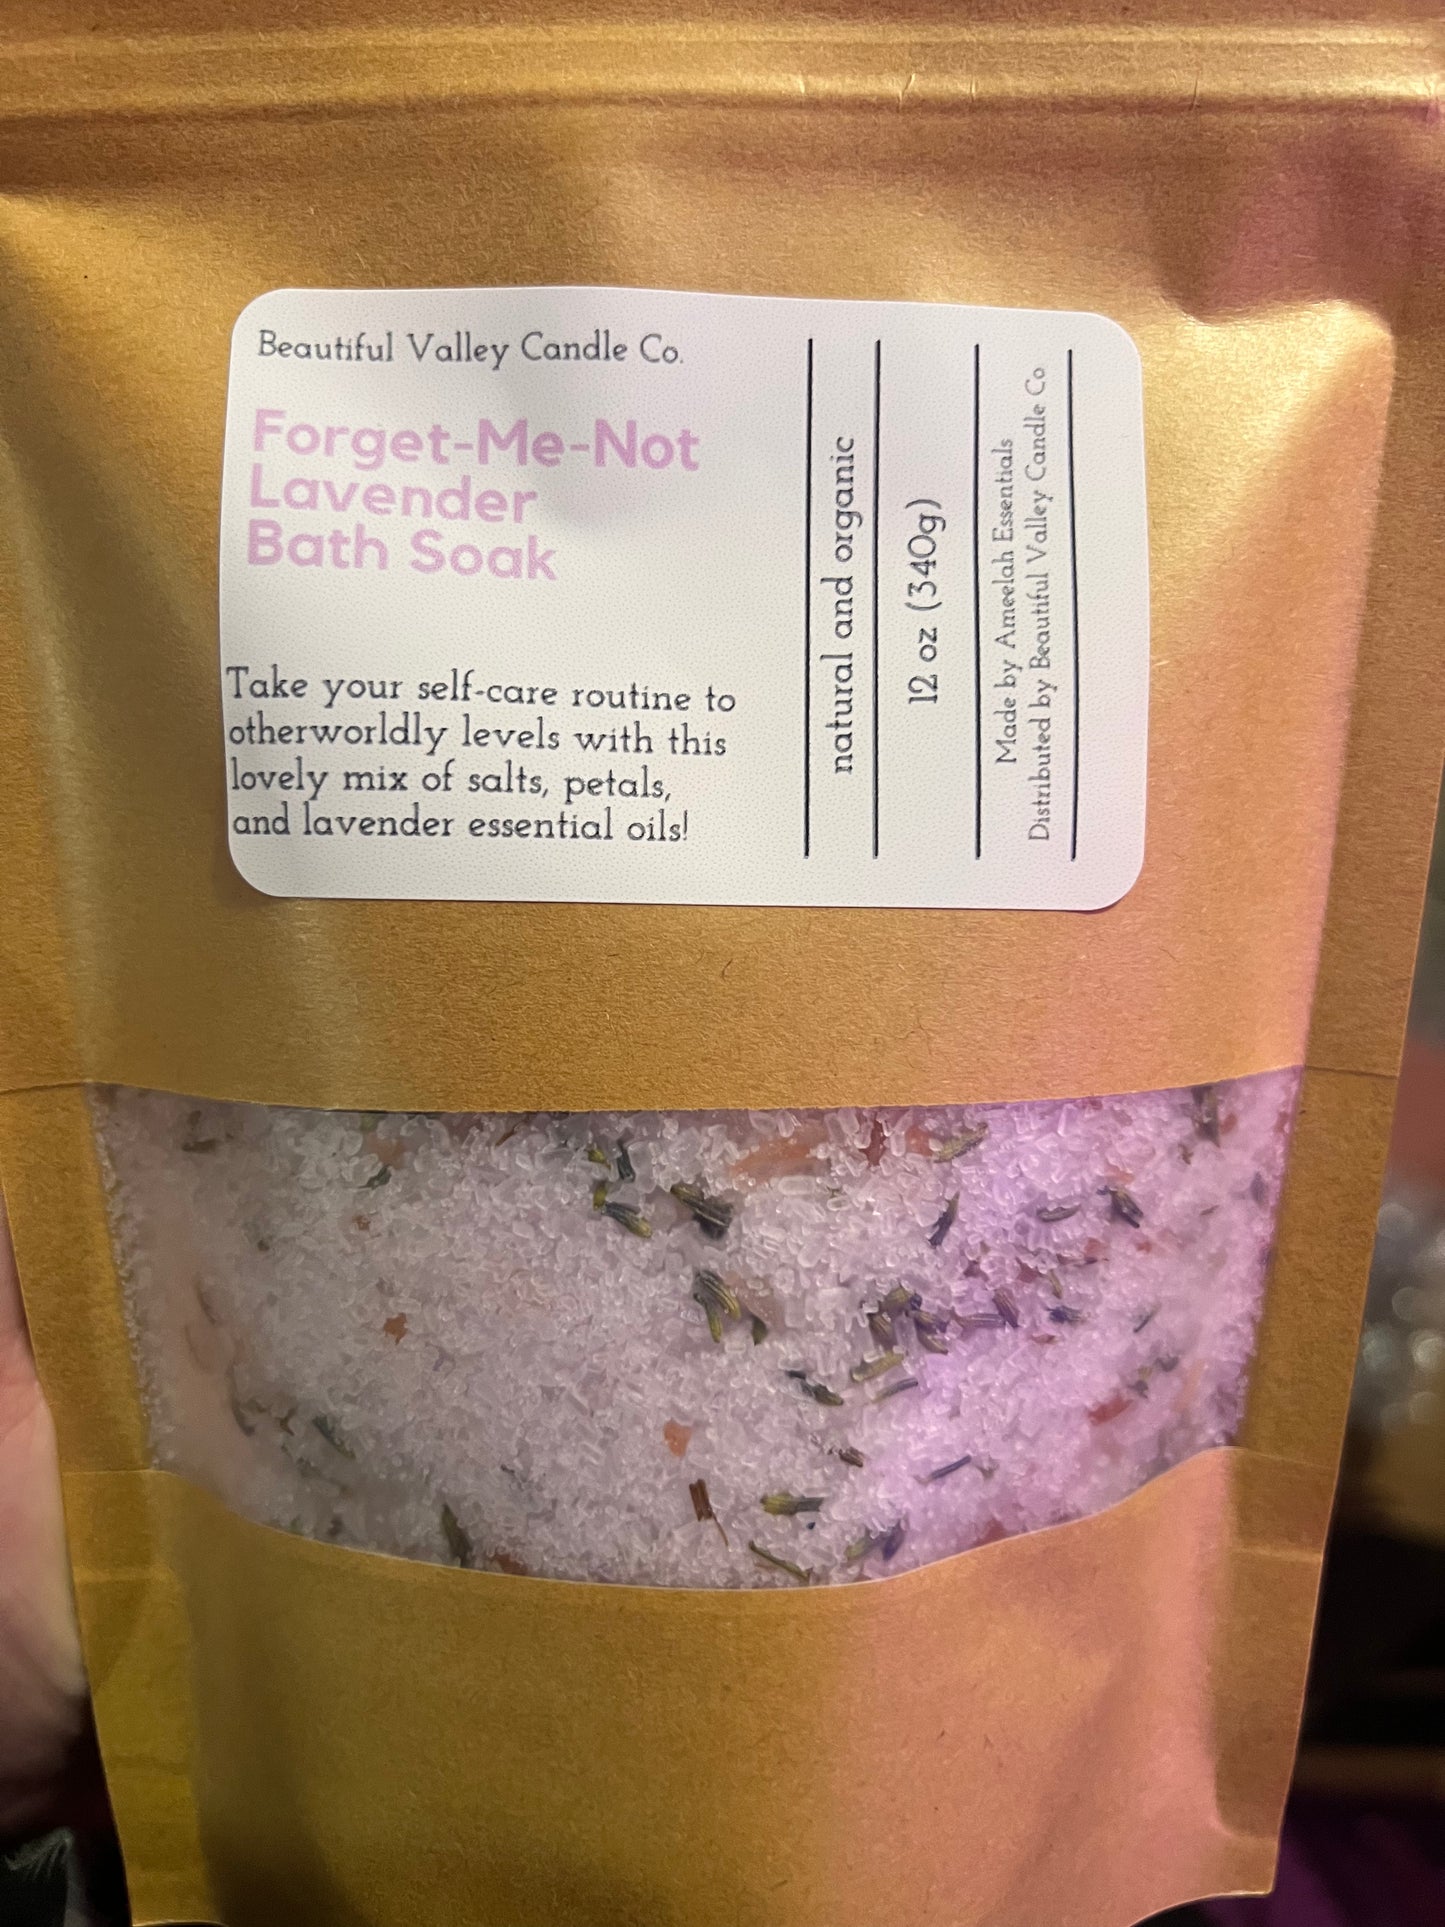 Beautiful Valley Candle Co.
Forget-Me-Not
Lavender
Bath Soak
Take your self-care routine to
otherworldly levels with this
lovely mix of salts, petals,
and lavender essential oils!
natural and organic
12 oz (340g)
Made by Ameelah Essentials
Distributed by Beautiful Valley Candle Co